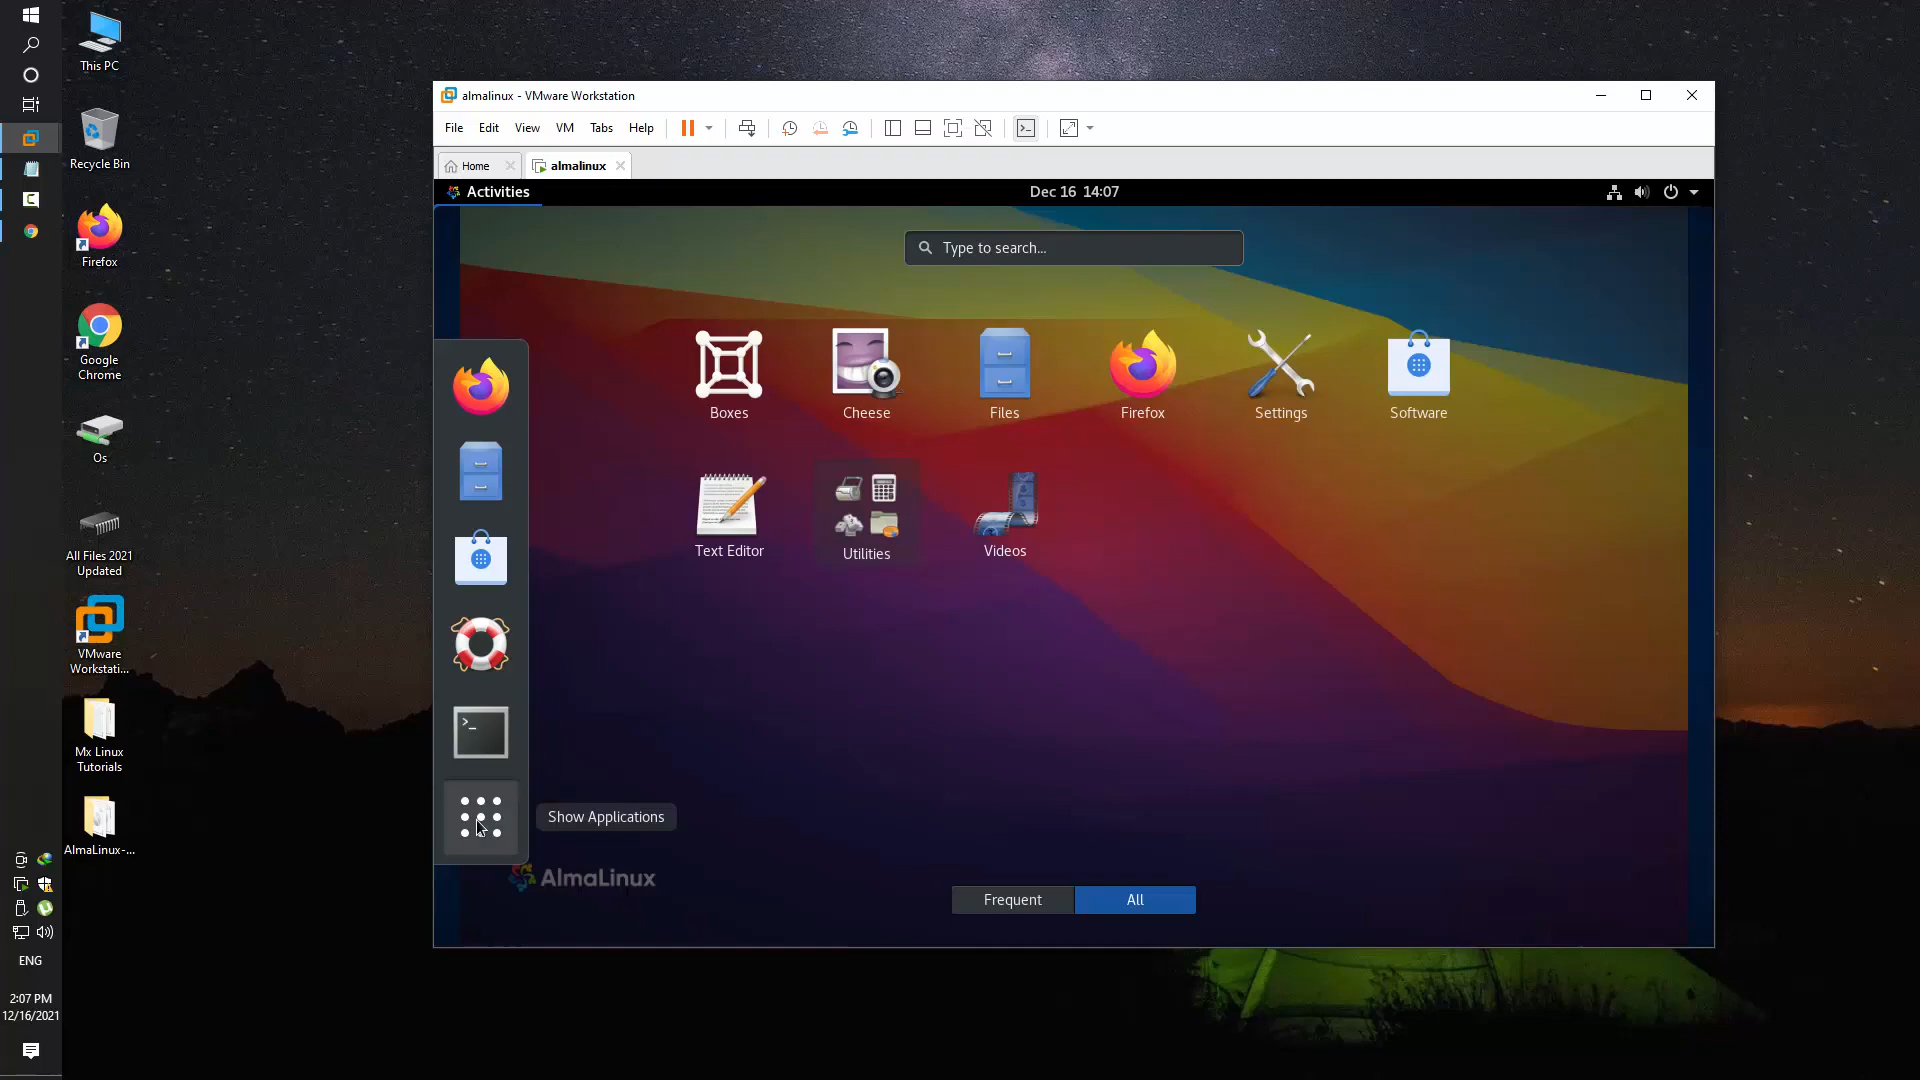 This PC
Recycle Bin
Firefox
Google
Chrome
Os
All Files 2021
Updated
VMware
Workstati...
Mx Linux
Tutorials
AlmaLinux-...
ENG
2:07 PM
12/16/2021
almalinux - VMware Workstation
File Edit View VM Tabs Help
Home almalinux
Activities
Dec 16 14:07
Type to search...
Boxes
Cheese
Files
Firefox
Settings
Software
Text Editor
Utilities
Videos
Show Applications
AlmaLinux
Frequent
All